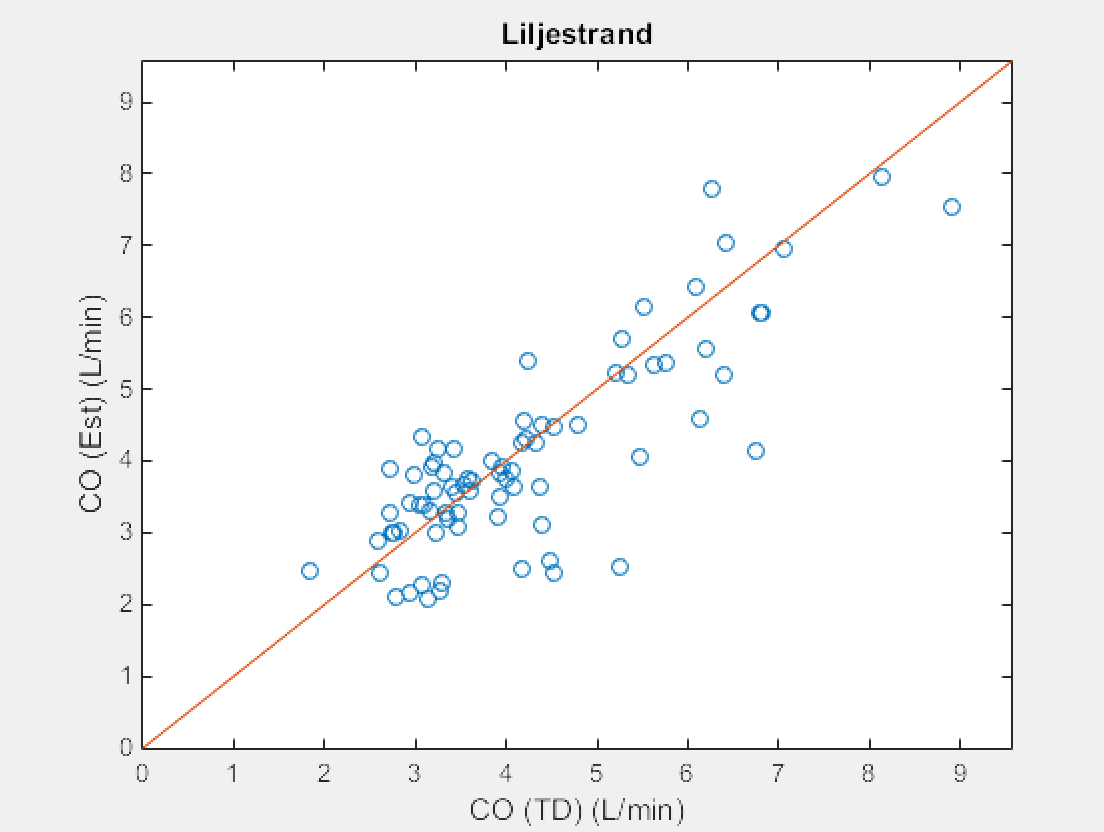 Liljestrand
9
8
7
6
5
4
3
2
1
0
CO (Est) (L/min)
0 1 2 3 4 5 6 7 8 9
CO (TD) (L/min)